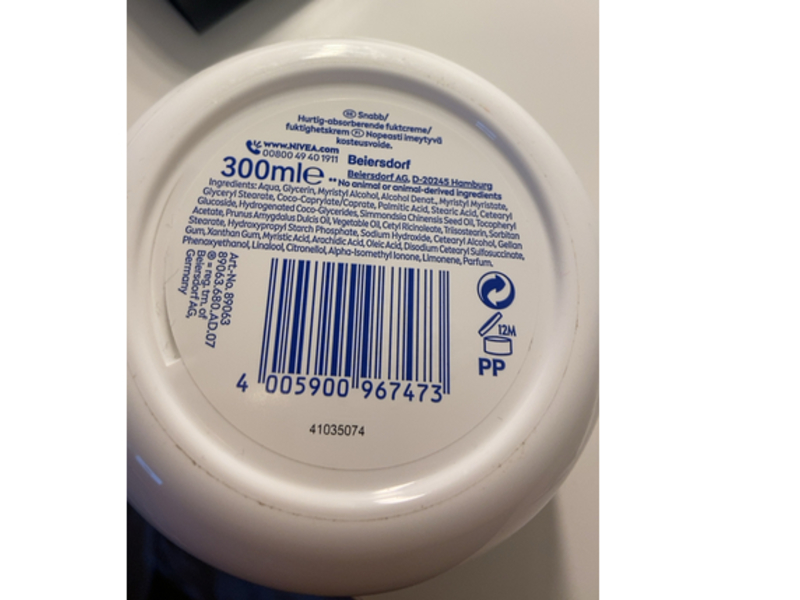 SE Snabb/
Hurtig-absorberende fuktcreme/
fuktighetskrem FI Nopeasti imeytyvä
kosteusvoide.
www.NIVEA.com
00800 49 40 1911
Beiersdorf
Beiersdorf AG, D-20245 Hamburg
300ml℮
**No animal or animal-derived ingredients
Ingredients: Aqua, Glycerin, Myristyl Alcohol, Alcohol Denat., Myristyl Myristate,
Glyceryl Stearate, Coco-Caprylate/Caprate, Palmitic Acid, Stearic Acid, Cetearyl
Glucoside, Hydrogenated Coco-Glycerides, Simmondsia Chinensis Seed Oil, Tocopheryl
Acetate, Prunus Amygdalus Dulcis Oil, Vegetable Oil, Cetyl Ricinoleate, Triisostearin, Sorbitan
Stearate, Hydroxypropyl Starch Phosphate, Sodium Hydroxide, Cetearyl Alcohol, Gellan
Gum, Xanthan Gum, Myristic Acid, Arachidic Acid, Oleic Acid, Disodium Cetearyl Sulfosuccinate,
Phenoxyethanol, Linalool, Citronellol, Alpha-Isomethyl Ionone, Limonene, Parfum.
Art.-No. 89063
89063.680.AD.07
® = reg. tm. of
Beiersdorf AG,
Germany
12M
PP
4 005900 967473
41035074